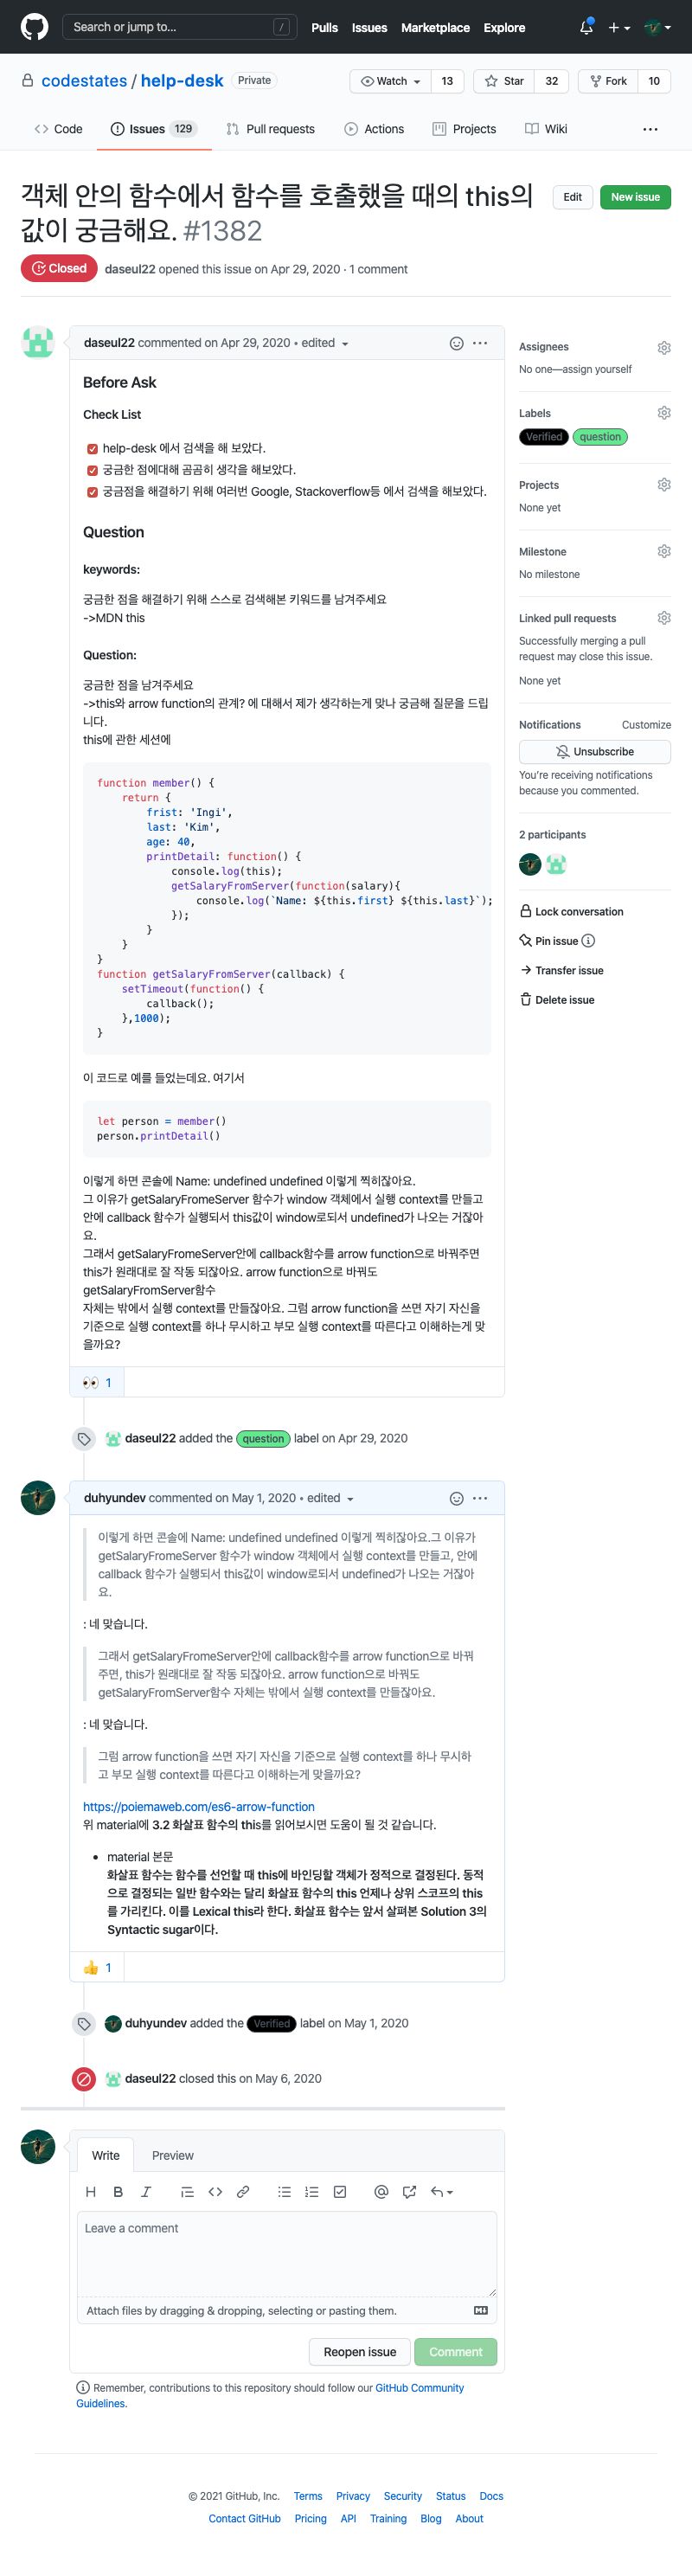 Search or jump to... /
Pulls Issues Marketplace Explore
codestates / help-desk Private
Watch 13 Star 32 Fork 10
Code Issues 129 Pull requests Actions Projects Wiki
객체 안의 함수에서 함수를 호출했을 때의 this의
값이 궁금해요. #1382
Edit New issue
Closed daseul22 opened this issue on Apr 29, 2020 · 1 comment
daseul22 commented on Apr 29, 2020 • edited
Before Ask
Check List
help-desk 에서 검색을 해 보았다.
궁금한 점에대해 곰곰히 생각을 해보았다.
궁금점을 해결하기 위해 여러번 Google, Stackoverflow등 에서 검색을 해보았다.
Question
keywords:
궁금한 점을 해결하기 위해 스스로 검색해본 키워드를 남겨주세요
->MDN this
Question:
궁금한 점을 남겨주세요
->this와 arrow function의 관계? 에 대해서 제가 생각하는게 맞나 궁금해 질문을 드립
니다.
this에 관한 세션에
function member() {
return {
frist: 'Ingi',
last: 'Kim',
age: 40,
printDetail: function() {
console.log(this);
getSalaryFromServer(function(salary){
console.log(`Name: ${this.first} ${this.last}`);
});
}
}
}
function getSalaryFromServer(callback) {
setTimeout(function() {
callback();
},1000);
}
이 코드로 예를 들었는데요. 여기서
let person = member()
person.printDetail()
이렇게 하면 콘솔에 Name: undefined undefined 이렇게 찍히잖아요.
그 이유가 getSalaryFromeServer 함수가 window 객체에서 실행 context를 만들고
안에 callback 함수가 실행되서 this값이 window로되서 undefined가 나오는 거잖아
요.
그래서 getSalaryFromeServer안에 callback함수를 arrow function으로 바꿔주면
this가 원래대로 잘 작동 되잖아요. arrow function으로 바꿔도
getSalaryFromServer함수
자체는 밖에서 실행 context를 만들잖아요. 그럼 arrow function을 쓰면 자기 자신을
기준으로 실행 context를 하나 무시하고 부모 실행 context를 따른다고 이해하는게 맞
을까요?
👀 1
daseul22 added the question label on Apr 29, 2020
duhyundev commented on May 1, 2020 • edited
이렇게 하면 콘솔에 Name: undefined undefined 이렇게 찍히잖아요.그 이유가
getSalaryFromeServer 함수가 window 객체에서 실행 context를 만들고, 안에
callback 함수가 실행되서 this값이 window로되서 undefined가 나오는 거잖아
요.
: 네 맞습니다.
그래서 getSalaryFromeServer안에 callback함수를 arrow function으로 바꿔
주면, this가 원래대로 잘 작동 되잖아요. arrow function으로 바꿔도
getSalaryFromServer함수 자체는 밖에서 실행 context를 만들잖아요.
: 네 맞습니다.
그럼 arrow function을 쓰면 자기 자신을 기준으로 실행 context를 하나 무시하
고 부모 실행 context를 따른다고 이해하는게 맞을까요?
https://poiemaweb.com/es6-arrow-function
위 material에 3.2 화살표 함수의 this를 읽어보시면 도움이 될 것 같습니다.
• material 본문
화살표 함수는 함수를 선언할 때 this에 바인딩할 객체가 정적으로 결정된다. 동적
으로 결정되는 일반 함수와는 달리 화살표 함수의 this 언제나 상위 스코프의 this
를 가리킨다. 이를 Lexical this라 한다. 화살표 함수는 앞서 살펴본 Solution 3의
Syntactic sugar이다.
👍 1
duhyundev added the Verified label on May 1, 2020
daseul22 closed this on May 6, 2020
Write Preview
Leave a comment
Attach files by dragging & dropping, selecting or pasting them.
Reopen issue Comment
Remember, contributions to this repository should follow our GitHub Community
Guidelines.
Assignees
No one—assign yourself
Labels
Verified question
Projects
None yet
Milestone
No milestone
Linked pull requests
Successfully merging a pull
request may close this issue.
None yet
Notifications Customize
Unsubscribe
You're receiving notifications
because you commented.
2 participants
Lock conversation
Pin issue
Transfer issue
Delete issue
© 2021 GitHub, Inc. Terms Privacy Security Status Docs
Contact GitHub Pricing API Training Blog About